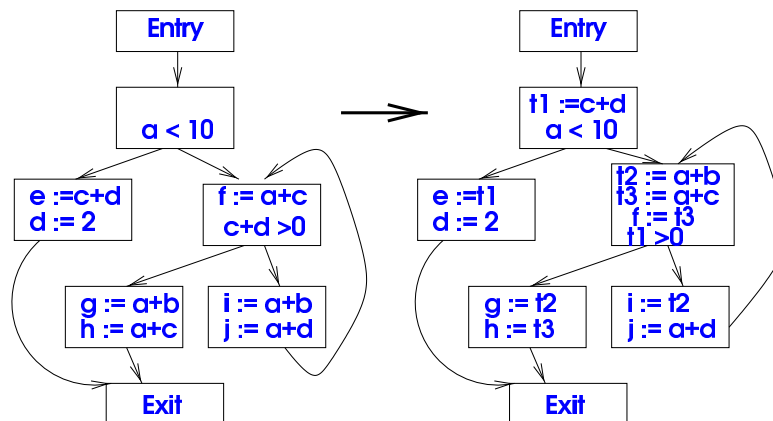 Entry
a < 10
e :=c+d
d := 2
f := a+c
c+d >0
g := a+b
h := a+c
i := a+b
j := a+d
Exit
Entry
t1 :=c+d
a < 10
e :=t1
d := 2
t2 := a+b
t3 := a+c
f := t3
t1 >0
g := t2
h := t3
i := t2
j := a+d
Exit